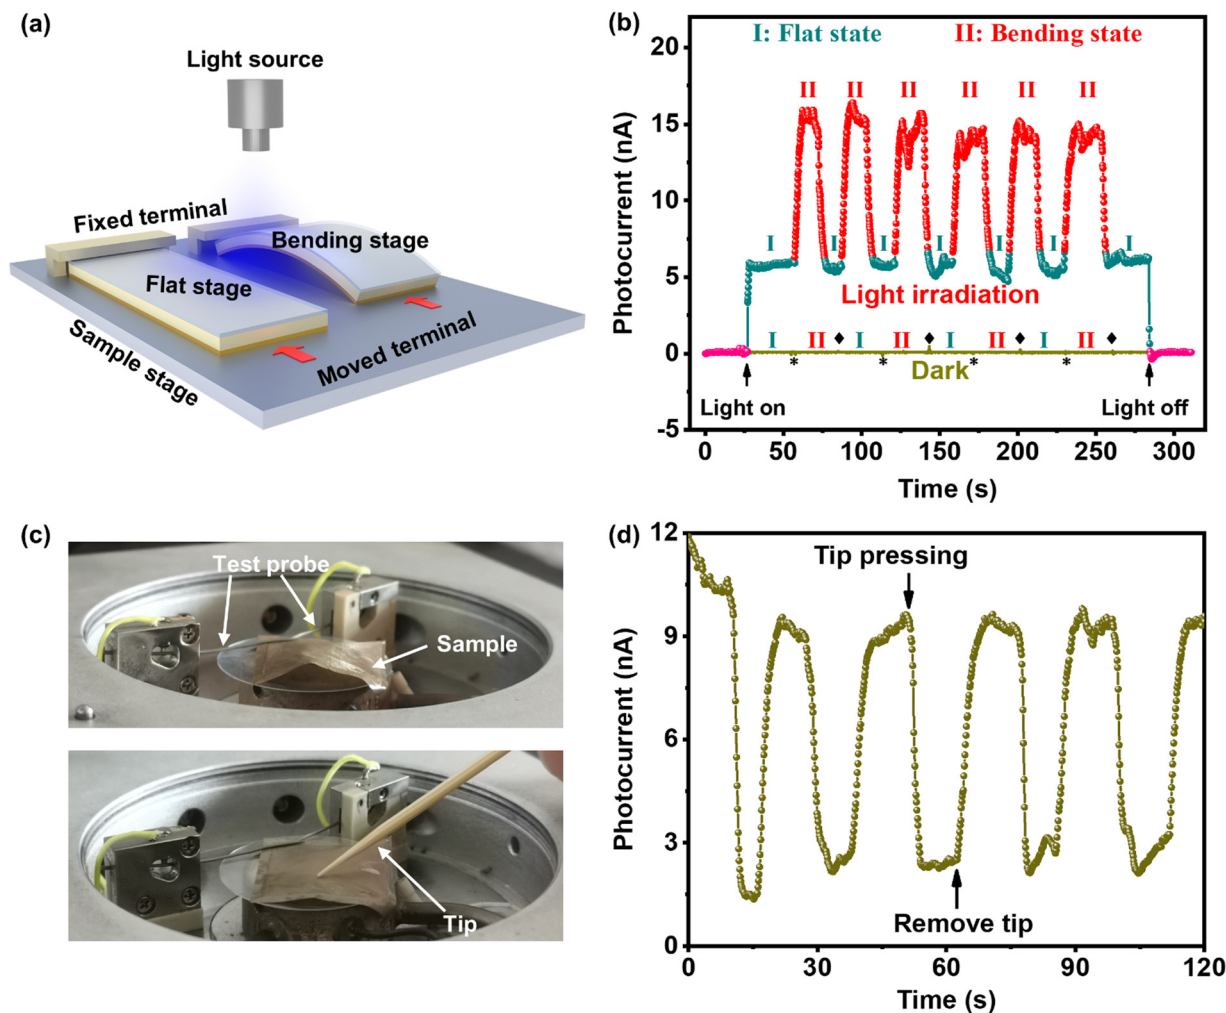 (a)
Light source
Fixed terminal
Bending stage
Flat stage
Moved terminal
Sample stage
(b)
I: Flat state II: Bending state
Photocurrent (nA)
20
15
10
5
0
-5
II II II II II II
I I I I I I I
Light irradiation
I II ♦ I II ♦ I II ♦ I II ♦
* * * *
Dark
Light on
Light off
0 50 100 150 200 250 300
Time (s)
(c)
Test probe
Sample
Tip
(d)
Photocurrent (nA)
12
9
6
3
0
Tip pressing
Remove tip
0 30 60 90 120
Time (s)